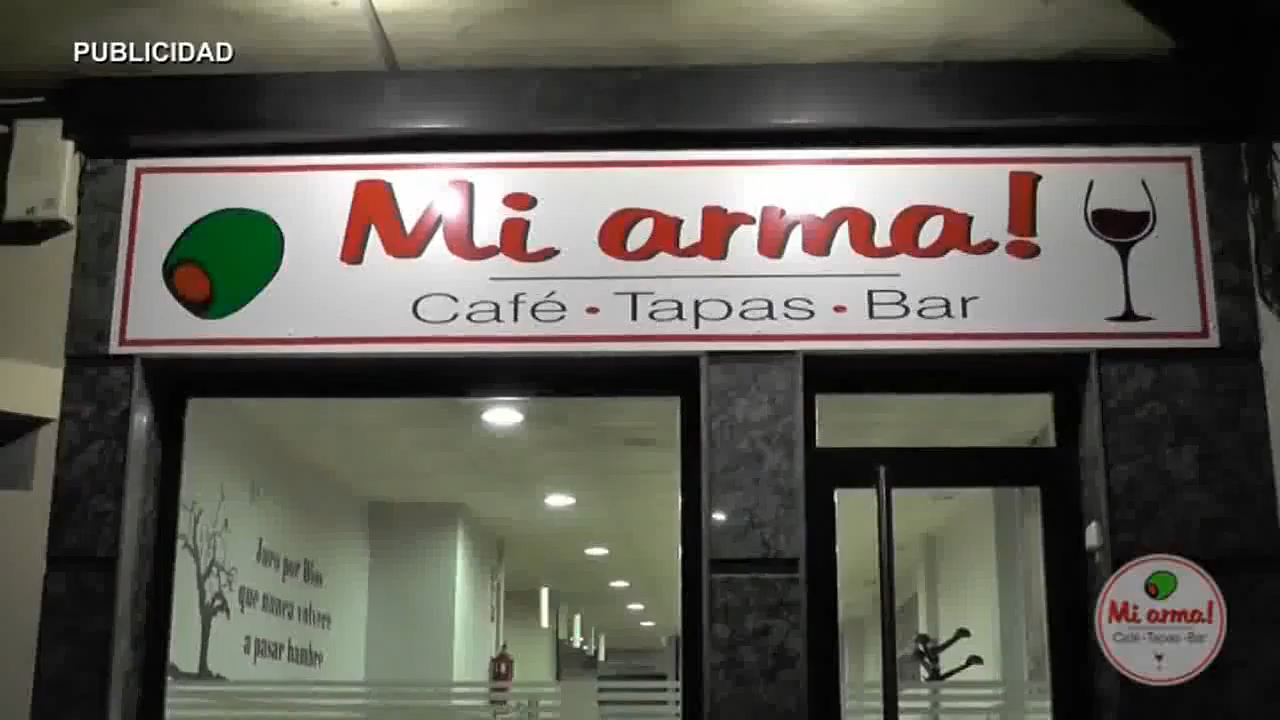 PUBLICIDAD
Mi arma!
Café • Tapas • Bar
Juro por Dios
que nunca volveré
a pasar hambre
Mi arma!
Café • Tapas • Bar